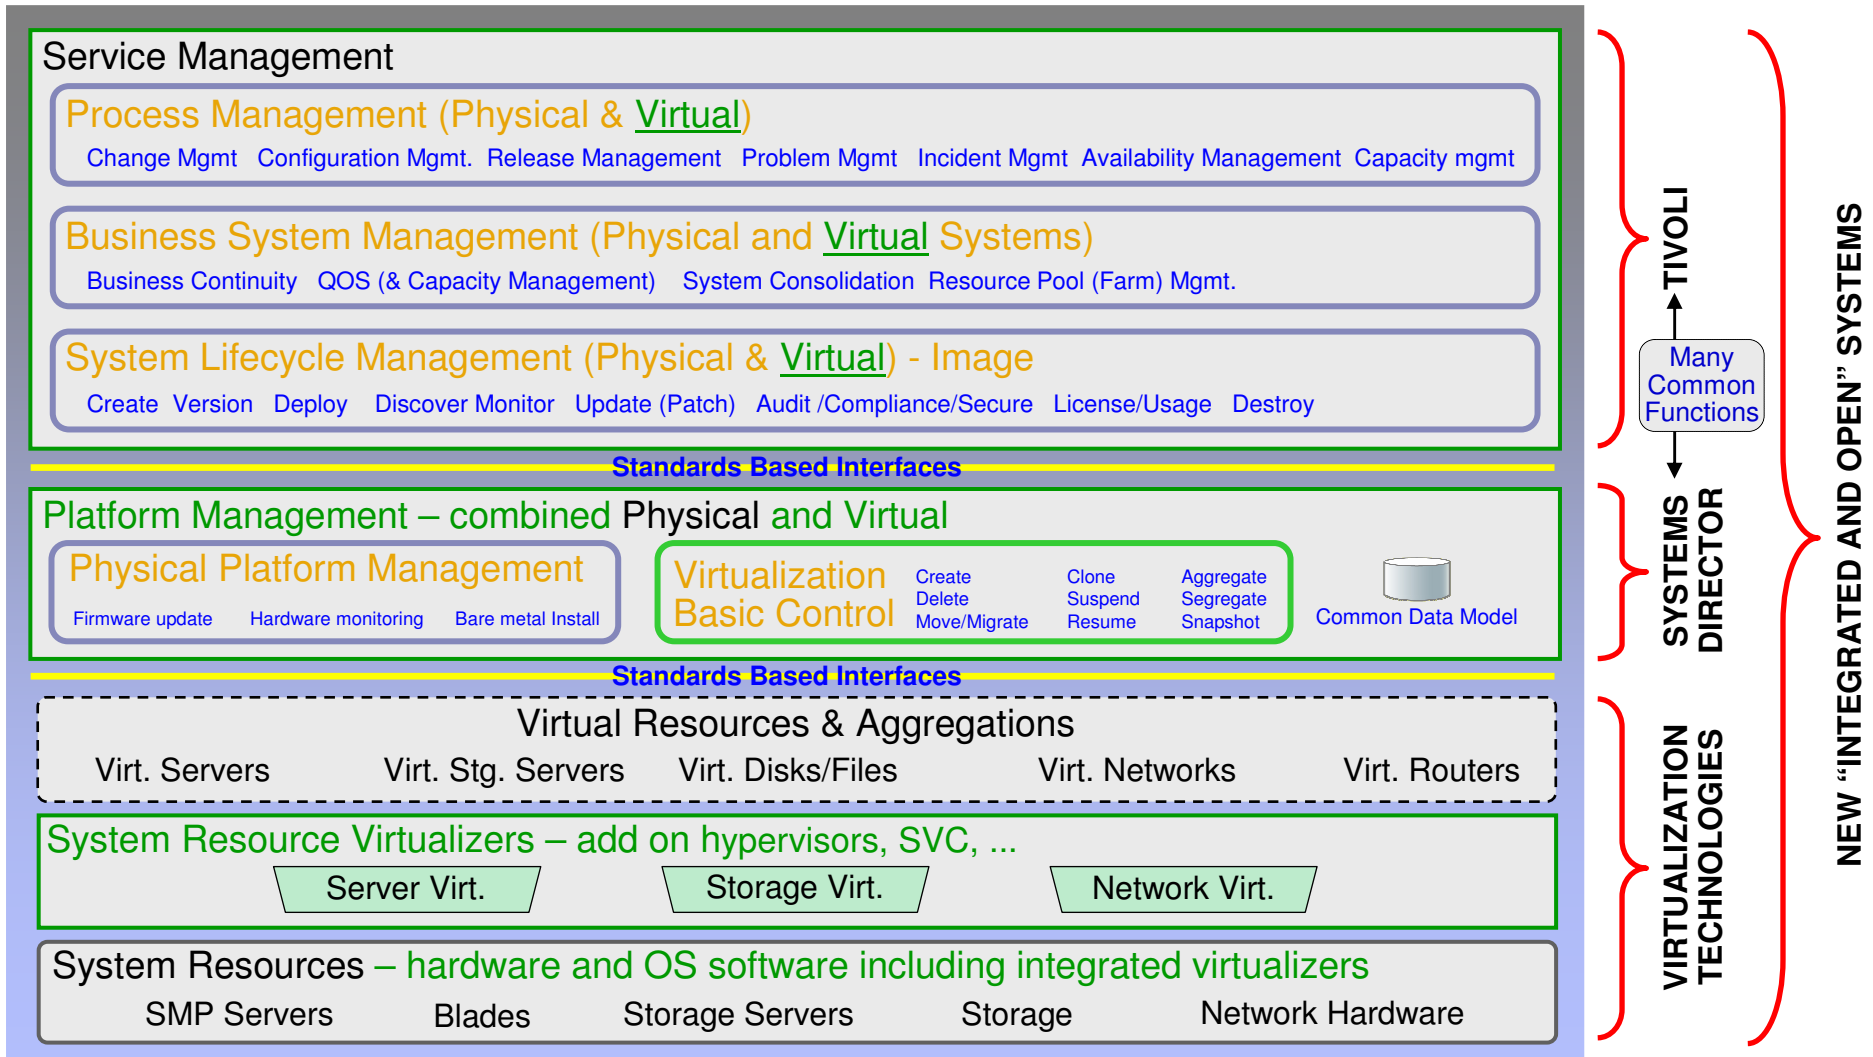 Service Management
Process Management (Physical & Virtual)
Change Mgmt Configuration Mgmt. Release Management Problem Mgmt Incident Mgmt Availability Management Capacity mgmt
Business System Management (Physical and Virtual Systems)
Business Continuity QOS (& Capacity Management) System Consolidation Resource Pool (Farm) Mgmt.
System Lifecycle Management (Physical & Virtual) - Image
Create Version Deploy Discover Monitor Update (Patch) Audit /Compliance/Secure License/Usage Destroy
Standards Based Interfaces
Platform Management – combined Physical and Virtual
Physical Platform Management
Firmware update Hardware monitoring Bare metal Install
Virtualization
Basic Control
Create Clone Aggregate
Delete Suspend Segregate
Move/Migrate Resume Snapshot
Common Data Model
Standards Based Interfaces
Virtual Resources & Aggregations
Virt. Servers Virt. Stg. Servers Virt. Disks/Files Virt. Networks Virt. Routers
System Resource Virtualizers – add on hypervisors, SVC, ...
Server Virt. Storage Virt. Network Virt.
System Resources – hardware and OS software including integrated virtualizers
SMP Servers Blades Storage Servers Storage Network Hardware
TIVOLI
Many
Common
Functions
SYSTEMS
DIRECTOR
VIRTUALIZATION
TECHNOLOGIES
NEW “INTEGRATED AND OPEN” SYSTEMS